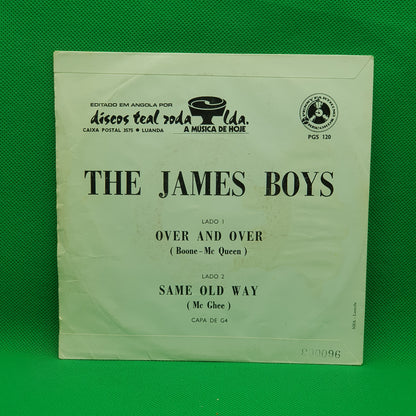 EDITADO EM ANGOLA POR
discos teal roda lda.
CAIXA POSTAL 3575 • LUANDA
A MÚSICA DE HOJE
PGS 120
THE JAMES BOYS
LADO 1
OVER AND OVER
( Boone - Mc Queen )
LADO 2
SAME OLD WAY
( Mc Ghee )
CAPA DE G4